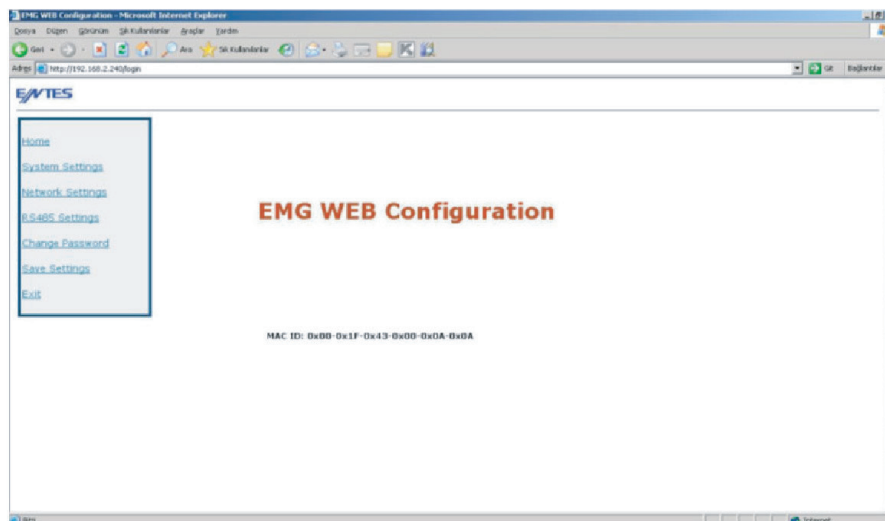 EMG WEB Configuration - Microsoft Internet Explorer
Dosya Düzen Görünüm Sık Kullanılanlar Araçlar Yardım
Geri Ara Sık Kullanılanlar
Adres http://192.168.2.240/login Git Bağlantılar
ENTES
Home
System Settings
Network Settings
RS485 Settings
Change Password
Save Settings
Exit
EMG WEB Configuration
MAC ID: 0x00-0x1F-0x43-0x00-0x0A-0x0A
Internet